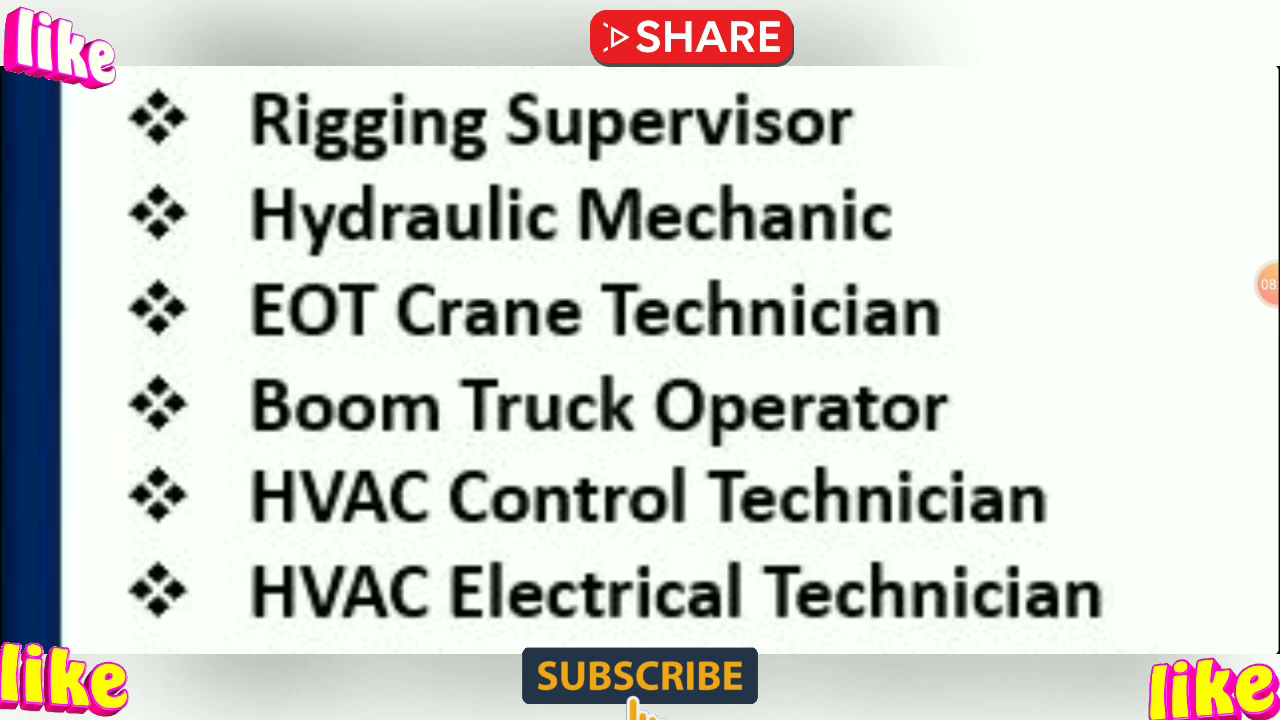 like
SHARE
❖ Rigging Supervisor
❖ Hydraulic Mechanic
❖ EOT Crane Technician
❖ Boom Truck Operator
❖ HVAC Control Technician
❖ HVAC Electrical Technician
like
SUBSCRIBE
like